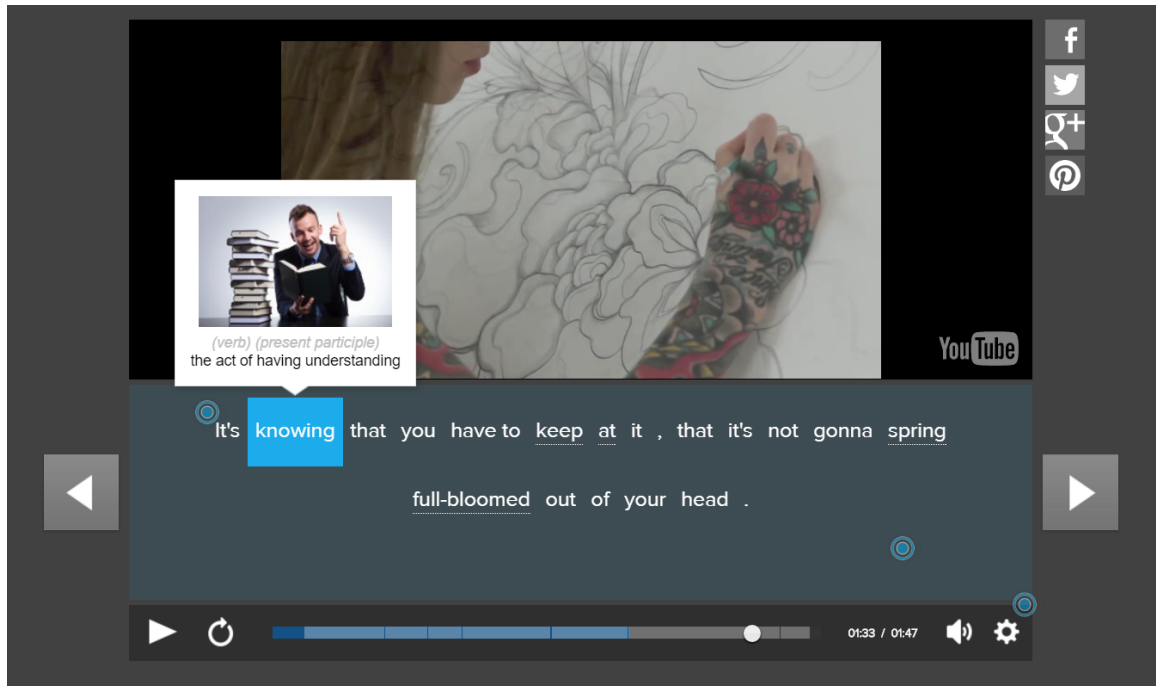 f
g+
YouTube
(verb) (present participle)
the act of having understanding
It's knowing that you have to keep at it , that it's not gonna spring
full-bloomed out of your head .
01:33 / 01:47